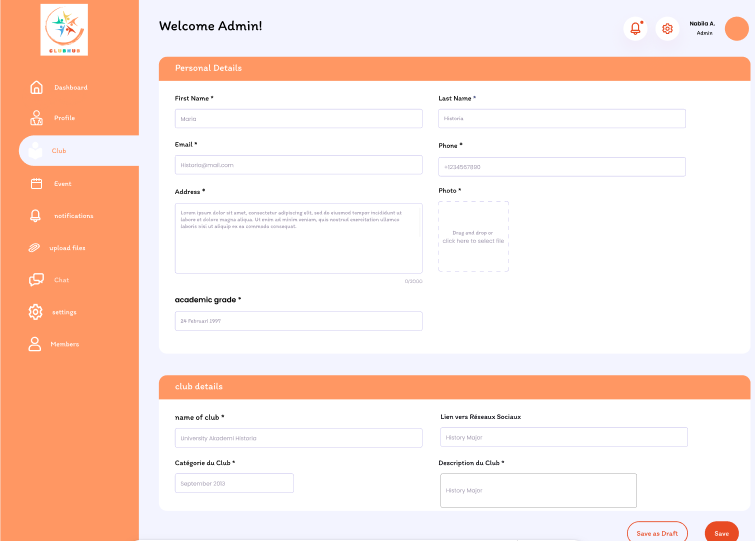 CLUBHUB
Dashboard
Profile
Club
Event
notifications
upload files
Chat
settings
Members
Welcome Admin!
Nabila A.
Admin
Personal Details
First Name *
Maria
Last Name *
Historia
Email *
Historia@mail.com
Phone *
+1234567890
Address *
Lorem ipsum dolor sit amet, consectetur adipiscing elit, sed do eiusmod tempor incididunt ut
labore et dolore magna aliqua. Ut enim ad minim veniam, quis nostrud exercitation ullamco
laboris nisi ut aliquip ex ea commodo consequat.
0/2000
Photo *
Drag and drop or
click here to select file
academic grade *
24 Februari 1997
club details
name of club *
University Akademi Historia
Lien vers Réseaux Sociaux
History Major
Catégorie du Club *
September 2013
Description du Club *
History Major
Save as Draft
Save